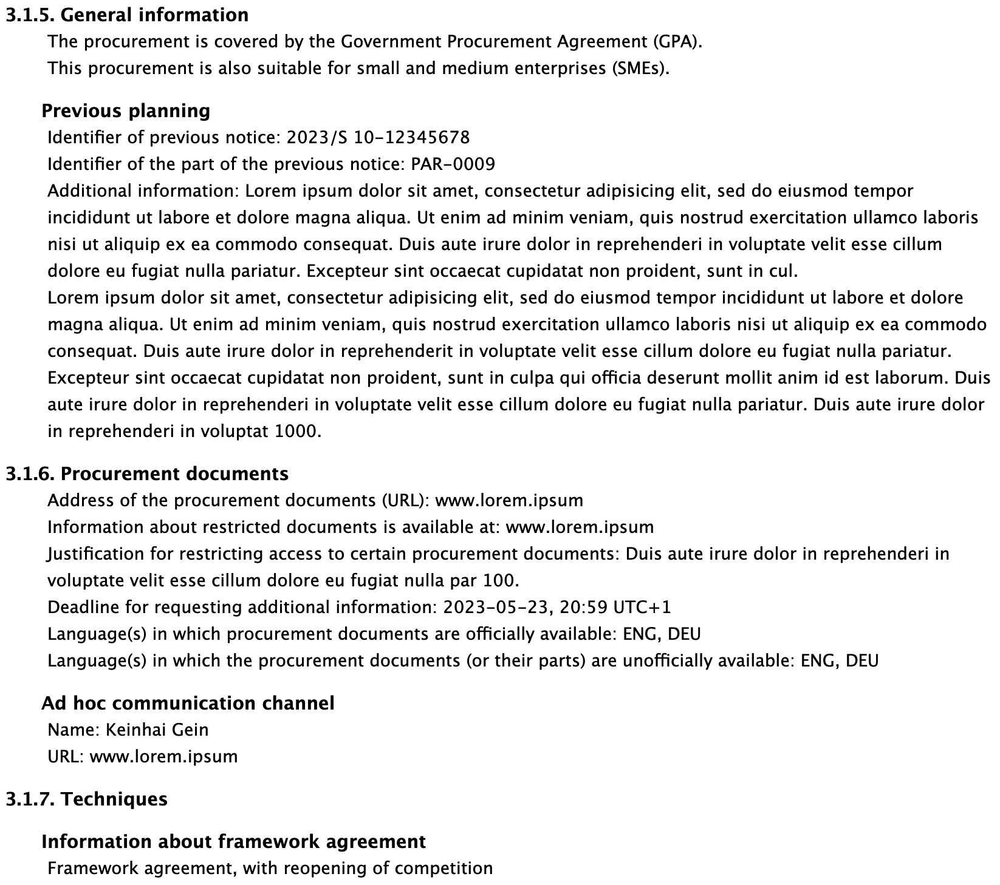 3.1.5. General information
The procurement is covered by the Government Procurement Agreement (GPA).
This procurement is also suitable for small and medium enterprises (SMEs).
Previous planning
Identifier of previous notice: 2023/S 10-12345678
Identifier of the part of the previous notice: PAR-0009
Additional information: Lorem ipsum dolor sit amet, consectetur adipisicing elit, sed do eiusmod tempor
incididunt ut labore et dolore magna aliqua. Ut enim ad minim veniam, quis nostrud exercitation ullamco laboris
nisi ut aliquip ex ea commodo consequat. Duis aute irure dolor in reprehenderi in voluptate velit esse cillum
dolore eu fugiat nulla pariatur. Excepteur sint occaecat cupidatat non proident, sunt in cul.
Lorem ipsum dolor sit amet, consectetur adipisicing elit, sed do eiusmod tempor incididunt ut labore et dolore
magna aliqua. Ut enim ad minim veniam, quis nostrud exercitation ullamco laboris nisi ut aliquip ex ea commodo
consequat. Duis aute irure dolor in reprehenderit in voluptate velit esse cillum dolore eu fugiat nulla pariatur.
Excepteur sint occaecat cupidatat non proident, sunt in culpa qui officia deserunt mollit anim id est laborum. Duis
aute irure dolor in reprehenderi in voluptate velit esse cillum dolore eu fugiat nulla pariatur. Duis aute irure dolor
in reprehenderi in voluptat 1000.
3.1.6. Procurement documents
Address of the procurement documents (URL): www.lorem.ipsum
Information about restricted documents is available at: www.lorem.ipsum
Justification for restricting access to certain procurement documents: Duis aute irure dolor in reprehenderi in
voluptate velit esse cillum dolore eu fugiat nulla par 100.
Deadline for requesting additional information: 2023-05-23, 20:59 UTC+1
Language(s) in which procurement documents are officially available: ENG, DEU
Language(s) in which the procurement documents (or their parts) are unofficially available: ENG, DEU
Ad hoc communication channel
Name: Keinhai Gein
URL: www.lorem.ipsum
3.1.7. Techniques
Information about framework agreement
Framework agreement, with reopening of competition